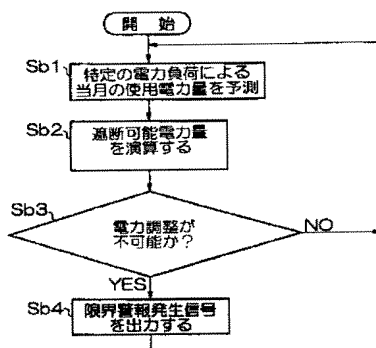 開始
Sb1
特定の電力負荷による
当月の使用電力量を予測
Sb2
遮断可能電力量
を演算する
Sb3
電力調整が
不可能か?
NO
YES
Sb4
限界警報発生信号
を出力する